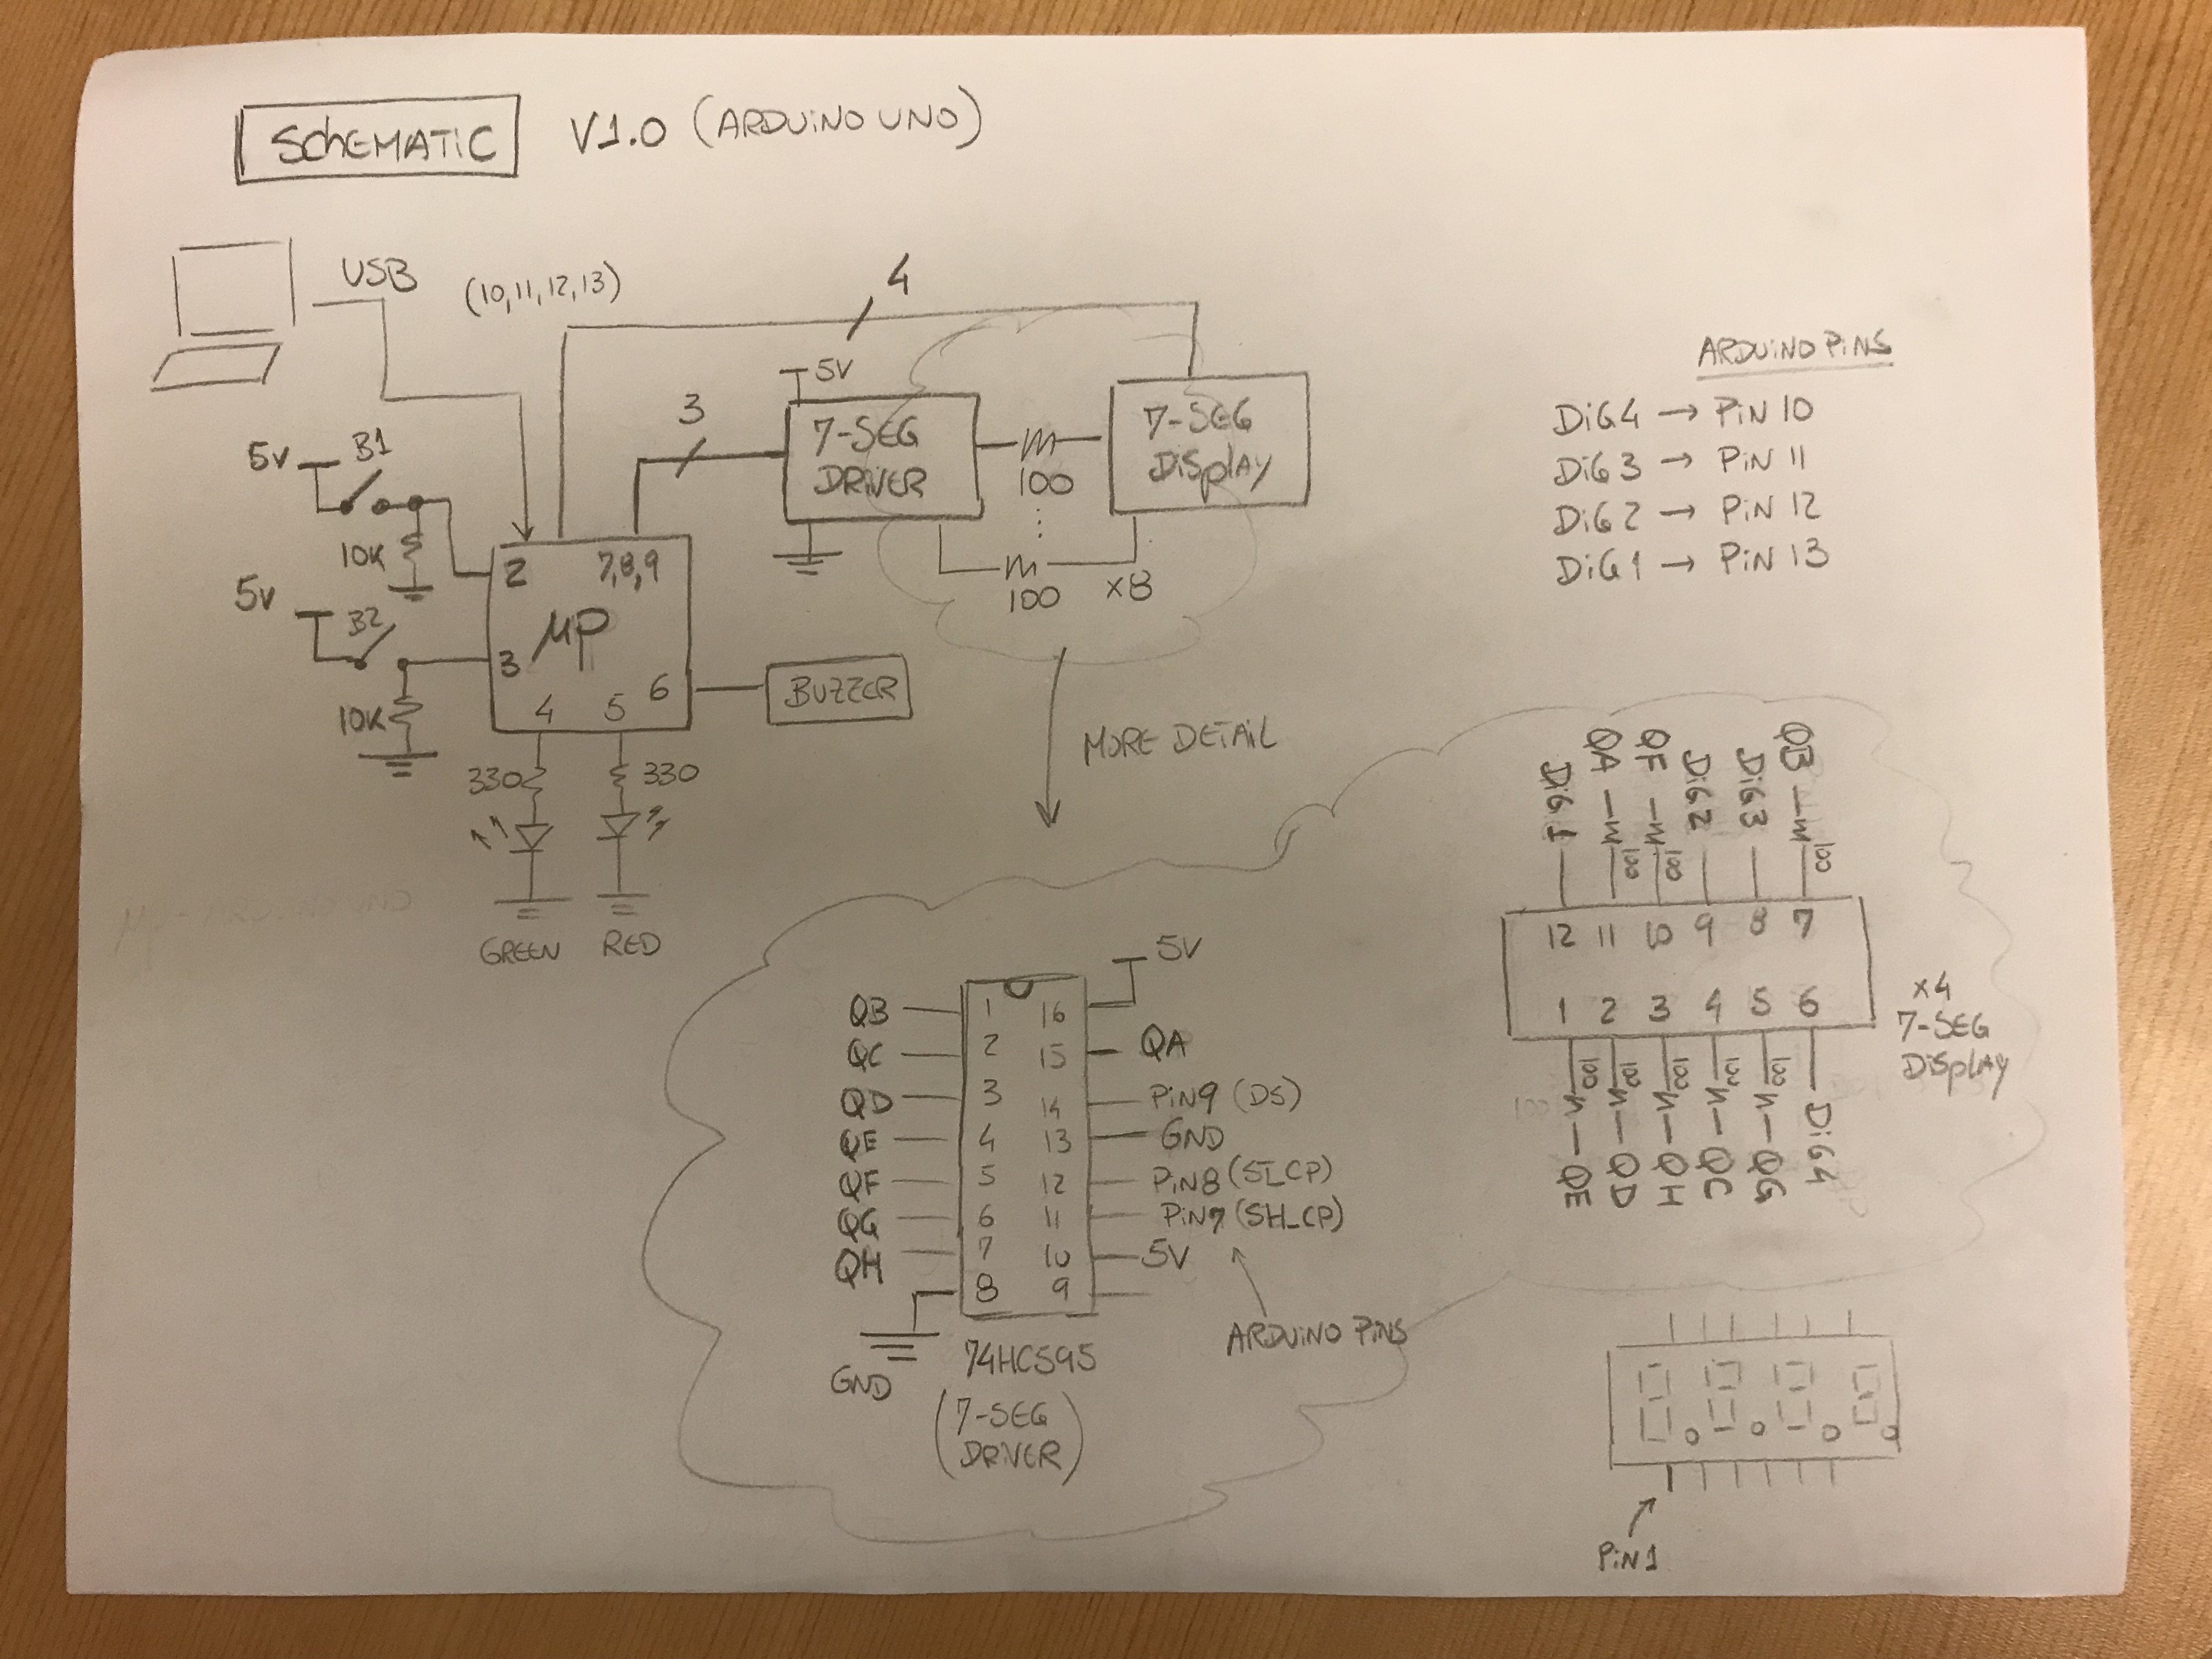 SCHEMATIC V1.0 (ARDUINO UNO)
USB
(10,11,12,13)
4
5V
3
7-SEG
DRIVER
100
100
x8
7-SEG
DiSplAY
5V
B1
10K
5V
B2
10K
2
7,8,9
µP
3
4
5
6
BUZZER
330
330
GREEN
RED
MORE DETAIL
ARDUINO PINS
DIG4 → PIN 10
DIG3 → PIN 11
DIG2 → PIN 12
DIG1 → PIN 13
DIG1
QA 100
QF 100
DIG2
DIG3
QB 100
12 11 10 9 8 7
1 2 3 4 5 6
QE 100
QD 100
QH 100
QC 100
QG 100
DIG4
x4
7-SEG
DiSplAY
5V
QB 1 16
QC 2 15 QA
QD 3 14 PIN9 (DS)
QE 4 13 GND
QF 5 12 PIN8 (ST_CP)
QG 6 11 PIN7 (SH_CP)
QH 7 10 5V
8 9
GND
ARDUINO PINS
74HC595
(7-SEG
DRIVER)
PIN1